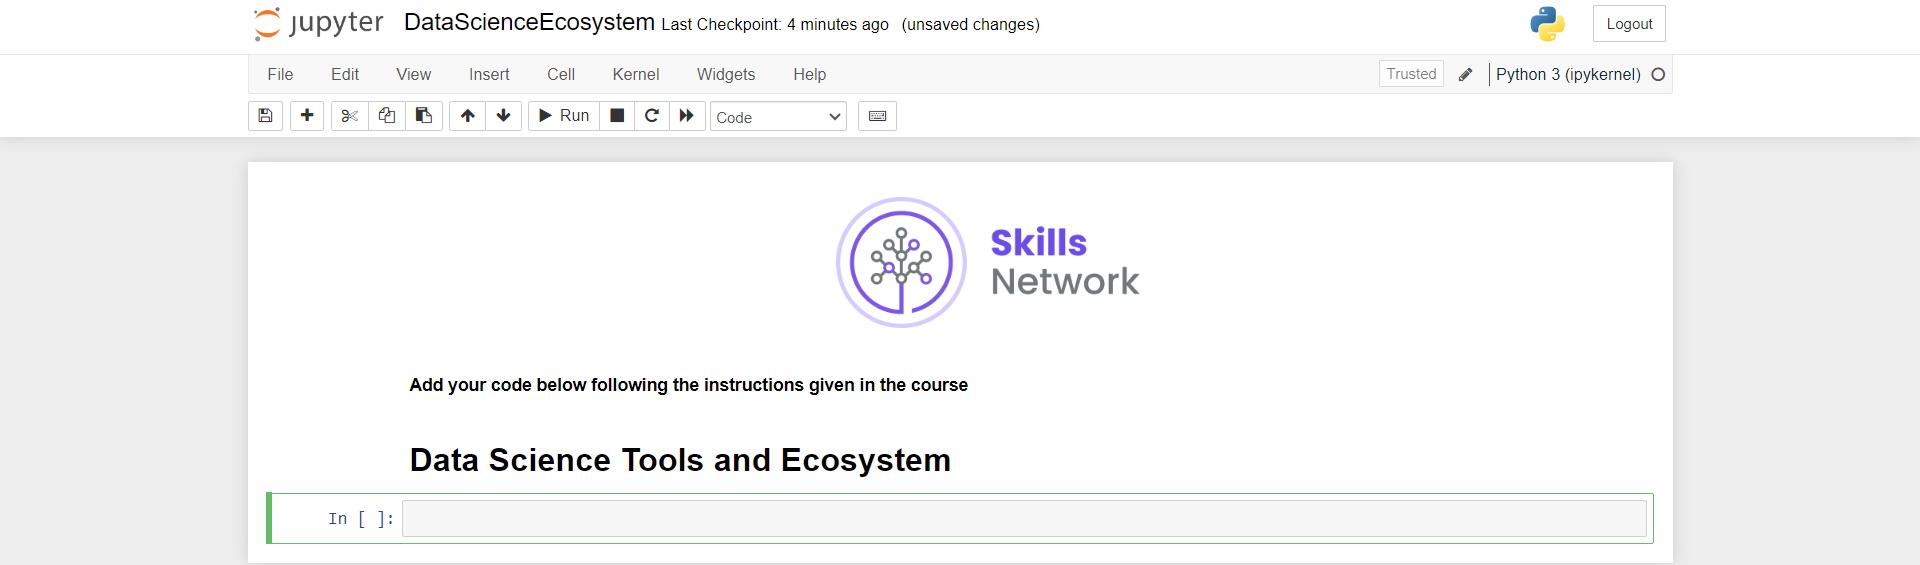 jupyter DataScienceEcosystem Last Checkpoint: 4 minutes ago (unsaved changes) Logout
File Edit View Insert Cell Kernel Widgets Help Trusted Python 3 (ipykernel)
Run Code
Skills
Network
Add your code below following the instructions given in the course
Data Science Tools and Ecosystem
In [ ]: